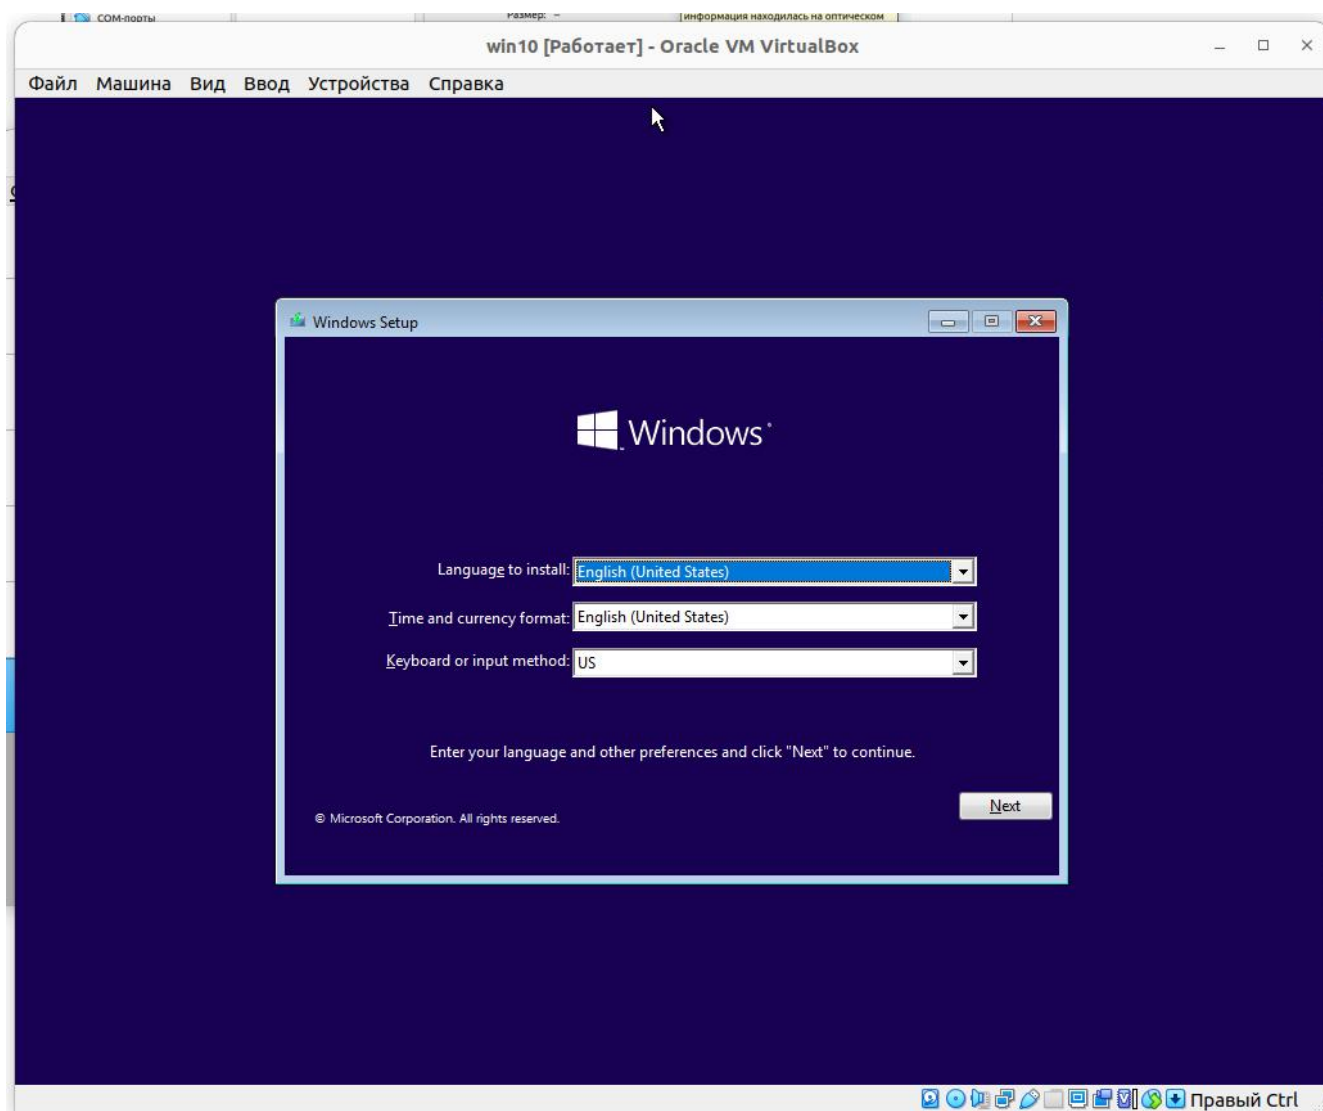 COM-порты
Размер: –
информация находилась на оптическом
win10 [Работает] - Oracle VM VirtualBox
Файл Машина Вид Ввод Устройства Справка
Windows Setup
Windows
Language to install: English (United States)
Time and currency format: English (United States)
Keyboard or input method: US
Enter your language and other preferences and click "Next" to continue.
Next
© Microsoft Corporation. All rights reserved.
Правый Ctrl